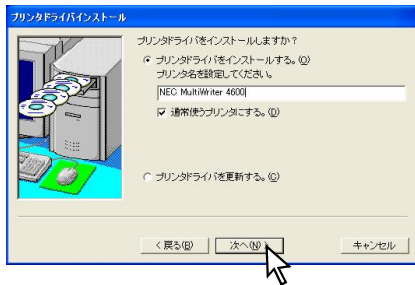 プリンタドライバインストール
プリンタドライバをインストールしますか?
プリンタドライバをインストールする。(O)
プリンタ名を設定してください。
NEC MultiWriter 4600
通常使うプリンタにする。(D)
プリンタドライバを更新する。(C)
< 戻る(B) 次へ(N) > キャンセル